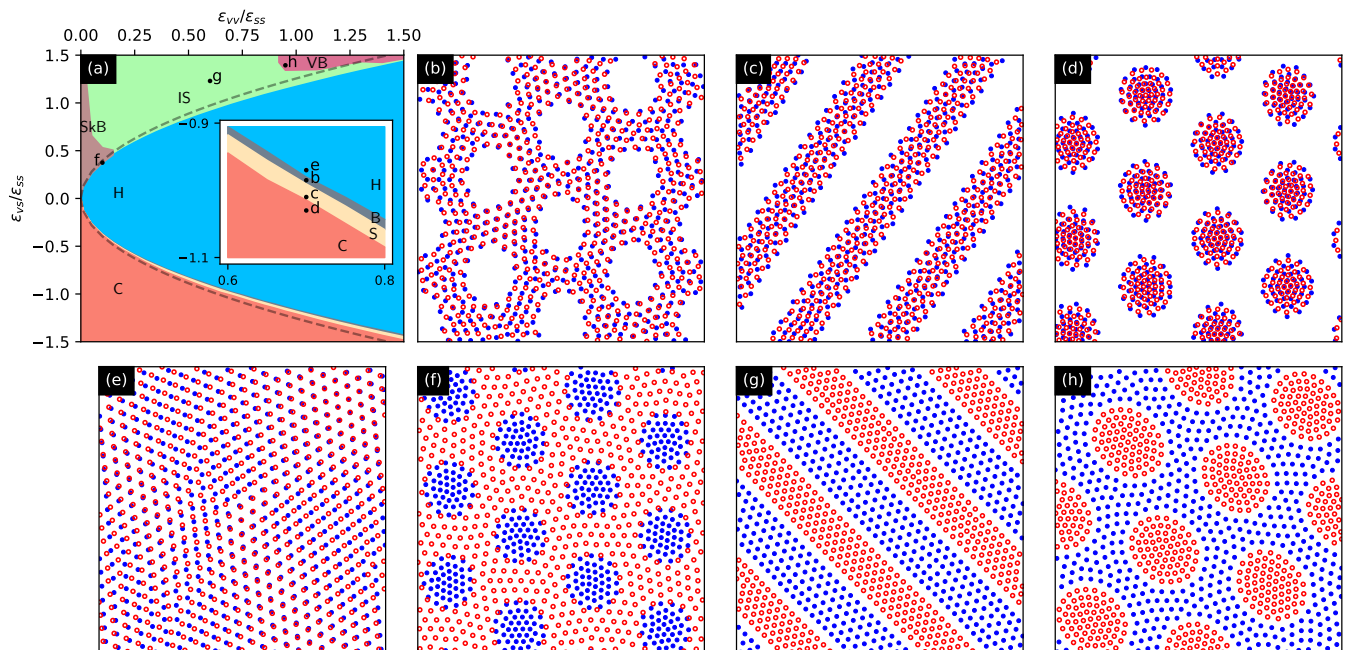 ε_vv/ε_ss
0.00 0.25 0.50 0.75 1.00 1.25 1.50
ε_vs/ε_ss
1.5
1.0
0.5
0.0
−0.5
−1.0
−1.5
(a)
h VB
g
IS
SkB
f
H
C
−0.9
−1.1
0.6 0.8
e
b
c
d
H
B
S
C
(b)
(c)
(d)
(e)
(f)
(g)
(h)